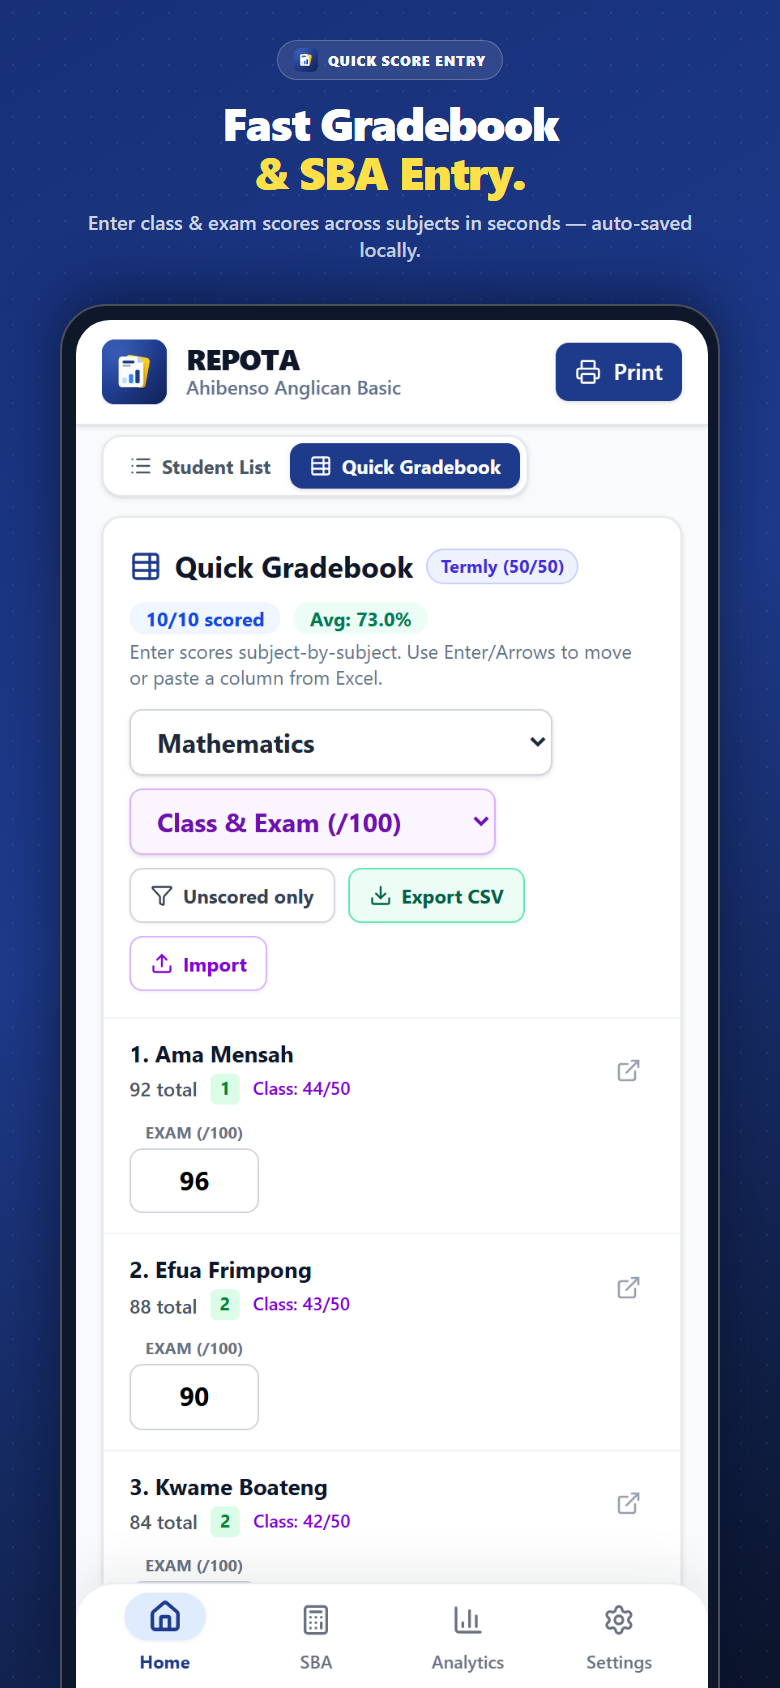 QUICK SCORE ENTRY
Fast Gradebook
& SBA Entry.
Enter class & exam scores across subjects in seconds — auto-saved
locally.
REPOTA
Ahibenso Anglican Basic
Print
Student List
Quick Gradebook
Quick Gradebook
Termly (50/50)
10/10 scored
Avg: 73.0%
Enter scores subject-by-subject. Use Enter/Arrows to move
or paste a column from Excel.
Mathematics
Class & Exam (/100)
Unscored only
Export CSV
Import
1. Ama Mensah
92 total 1 Class: 44/50
EXAM (/100)
96
2. Efua Frimpong
88 total 2 Class: 43/50
EXAM (/100)
90
3. Kwame Boateng
84 total 2 Class: 42/50
EXAM (/100)
Home
SBA
Analytics
Settings